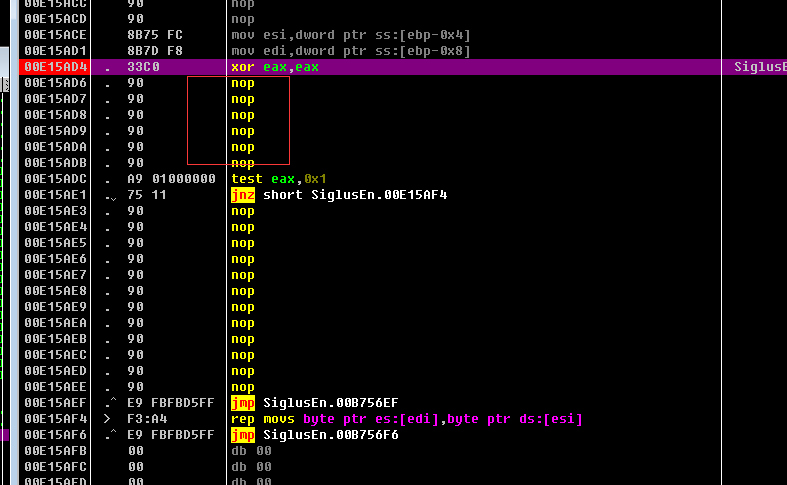 00E15ACC 90 nop
00E15ACD . 90 nop
00E15ACE . 8B75 FC mov esi,dword ptr ss:[ebp-0x4]
00E15AD1 . 8B7D F8 mov edi,dword ptr ss:[ebp-0x8]
00E15AD4 . 33C0 xor eax,eax SiglusE
00E15AD6 . 90 nop
00E15AD7 . 90 nop
00E15AD8 . 90 nop
00E15AD9 . 90 nop
00E15ADA . 90 nop
00E15ADB . 90 nop
00E15ADC . A9 01000000 test eax,0x1
00E15AE1 . 75 11 jnz short SiglusEn.00E15AF4
00E15AE3 . 90 nop
00E15AE4 . 90 nop
00E15AE5 . 90 nop
00E15AE6 . 90 nop
00E15AE7 . 90 nop
00E15AE8 . 90 nop
00E15AE9 . 90 nop
00E15AEA . 90 nop
00E15AEB . 90 nop
00E15AEC . 90 nop
00E15AED . 90 nop
00E15AEE . 90 nop
00E15AEF .^ E9 FBFBD5FF jmp SiglusEn.00B756EF
00E15AF4 > F3:A4 rep movs byte ptr es:[edi],byte ptr ds:[esi]
00E15AF6 .^ E9 FBFBD5FF jmp SiglusEn.00B756F6
00E15AFB 00 db 00
00E15AFC 00 db 00
00E15AFD 00 db 00